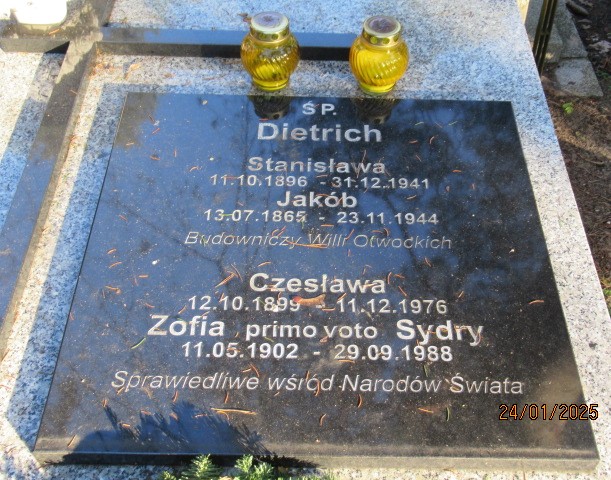 ŚP.
Dietrich
Stanisława
11.10.1896 - 31.12.1941
Jakób
13.07.1865 - 23.11.1944
Budowniczy Willi Otwockich
Czesława
12.10.1899 - 11.12.1976
Zofia primo voto Sydry
11.05.1902 - 29.09.1988
Sprawiedliwe wśród Narodów Świata
24/01/2025